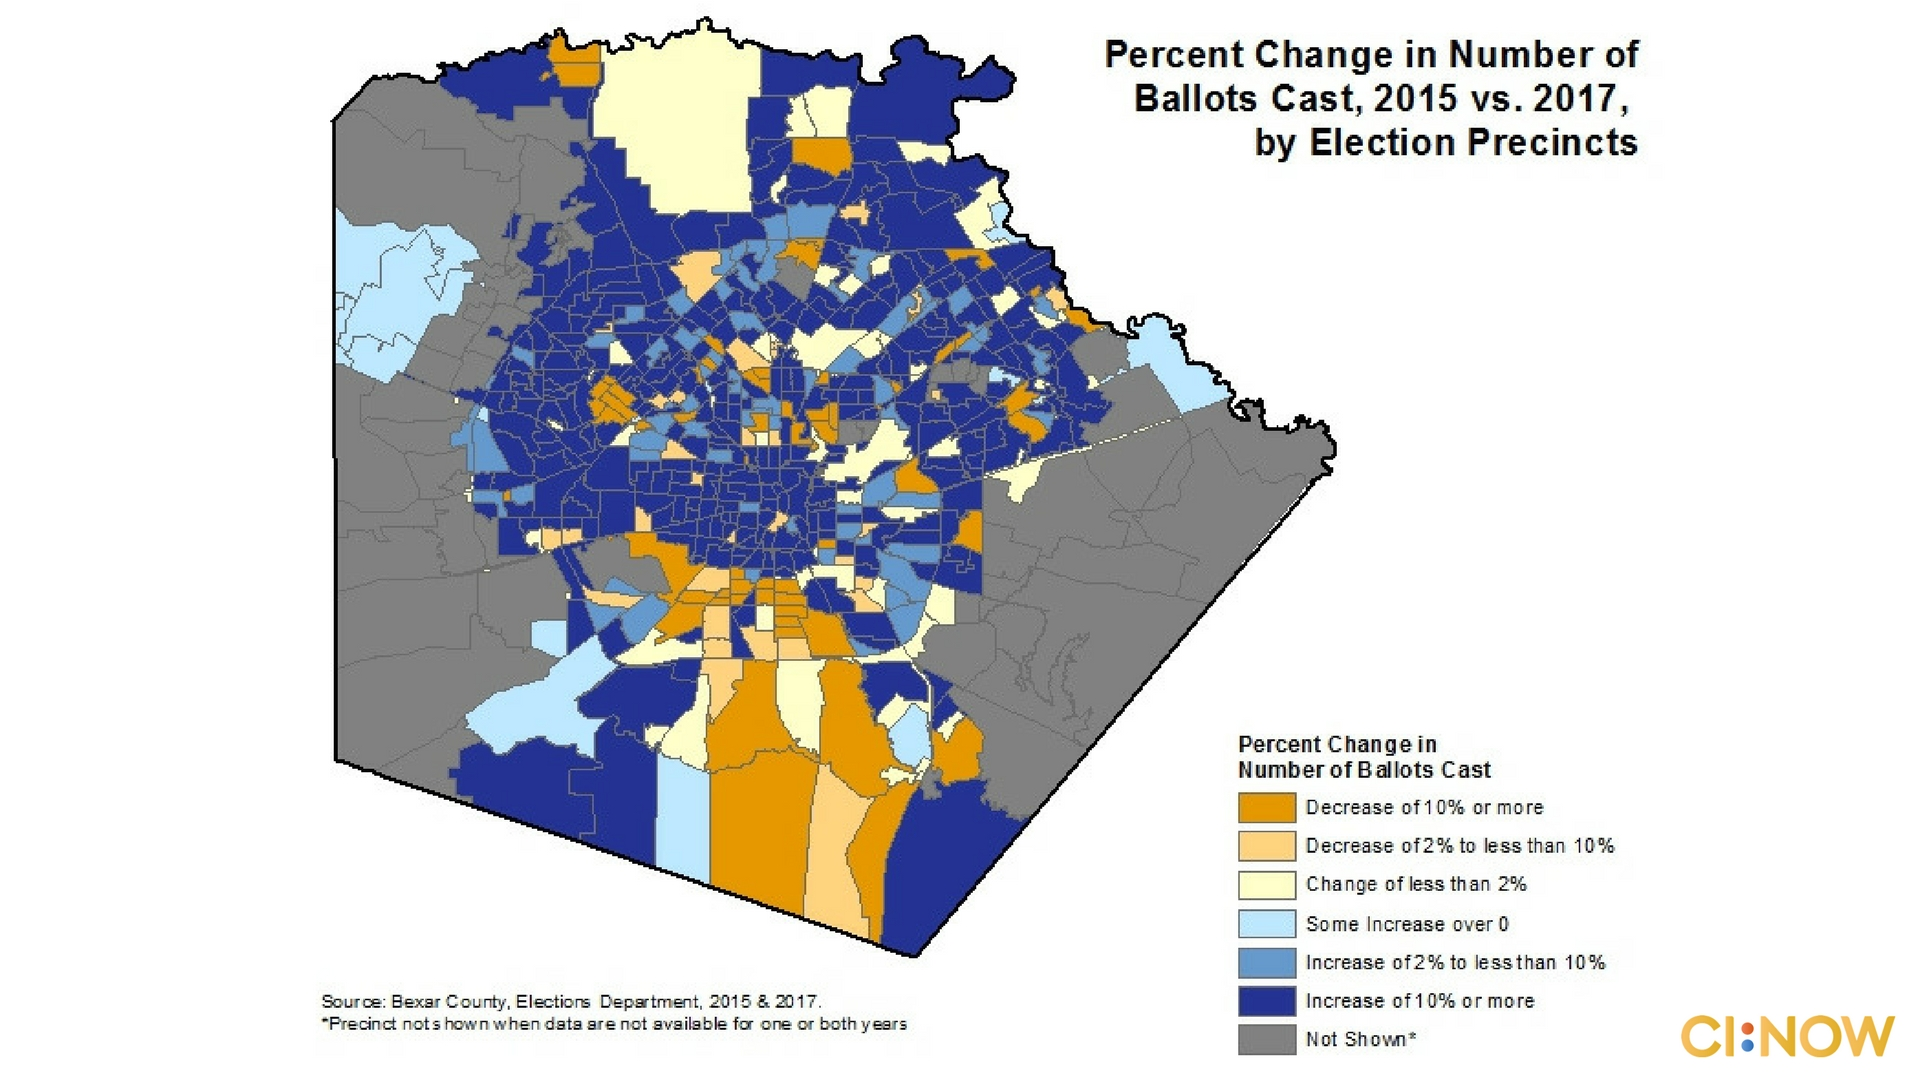 Percent Change in Number of
Ballots Cast, 2015 vs. 2017,
by Election Precincts
Percent Change in
Number of Ballots Cast
Decrease of 10% or more
Decrease of 2% to less than 10%
Change of less than 2%
Some Increase over 0
Increase of 2% to less than 10%
Increase of 10% or more
Not Shown*
Source: Bexar County, Elections Department, 2015 & 2017.
*Precinct not shown when data are not available for one or both years
CI:NOW